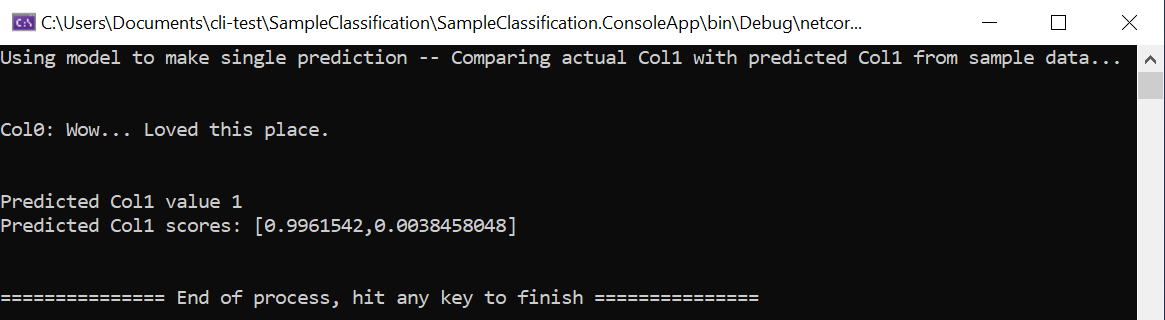 C:\Users\Documents\cli-test\SampleClassification\SampleClassification.ConsoleApp\bin\Debug\netcor...
Using model to make single prediction -- Comparing actual Col1 with predicted Col1 from sample data...
Col0: Wow... Loved this place.
Predicted Col1 value 1
Predicted Col1 scores: [0.9961542,0.0038458048]
=============== End of process, hit any key to finish ===============